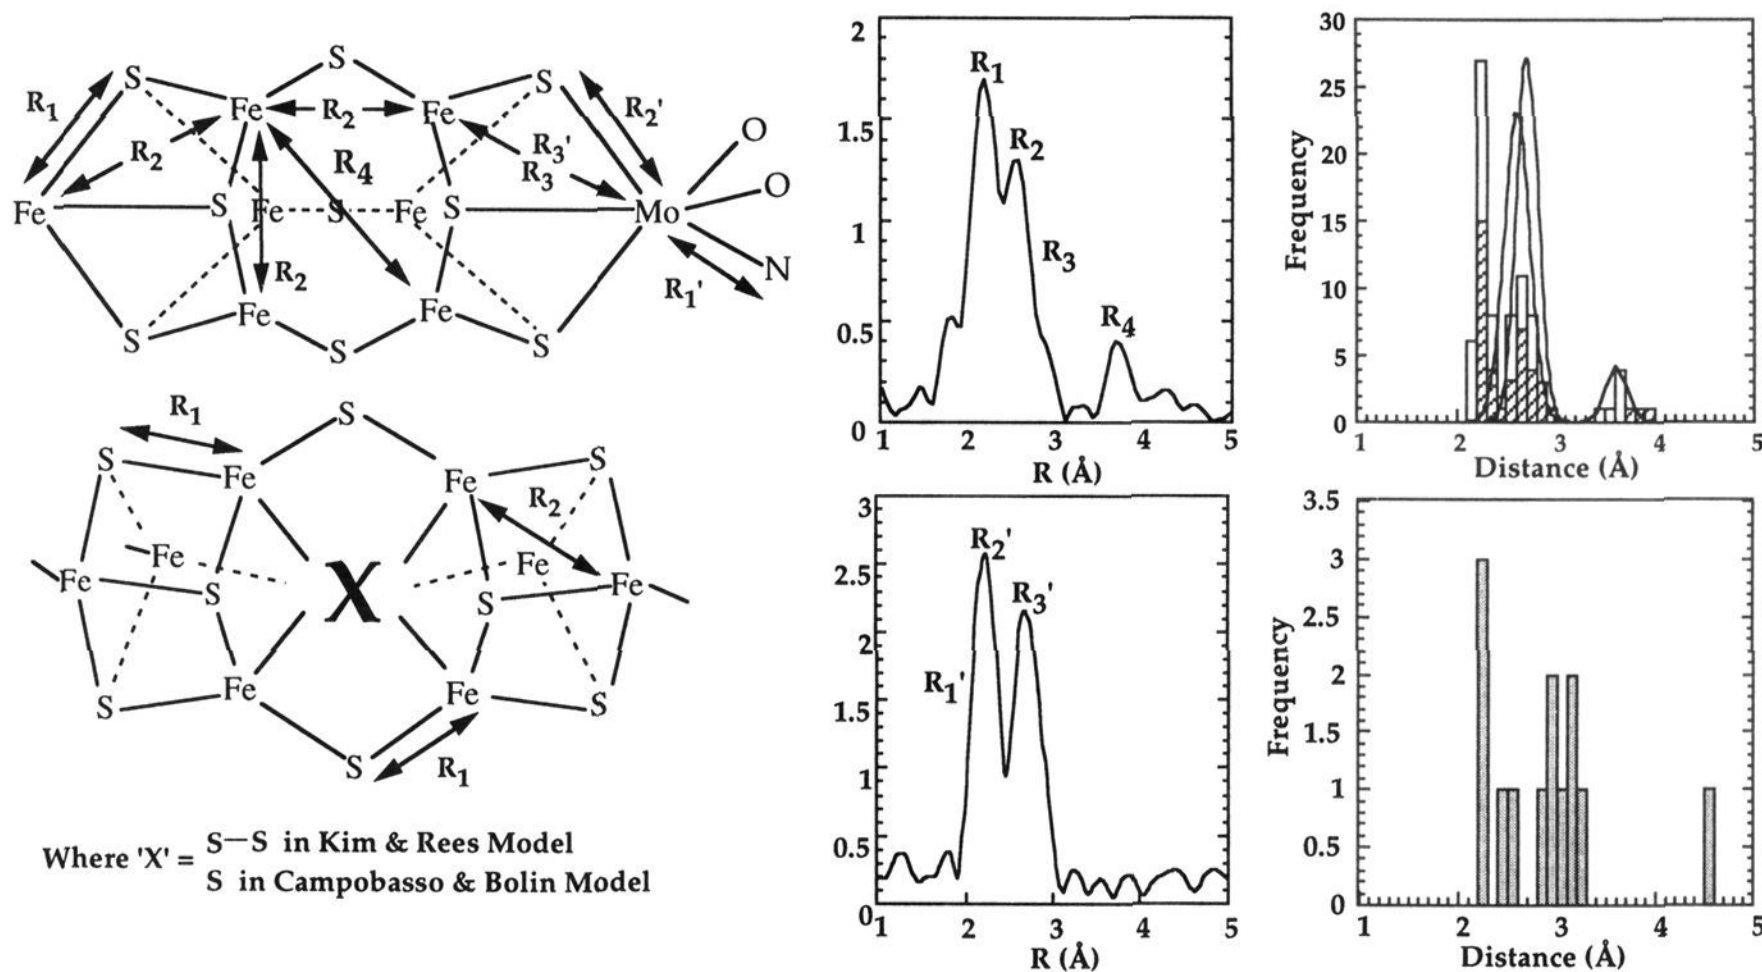 S
S
S
R1
Fe
R2
Fe
R2'
O
R2
R4
R3'
R3
O
Fe
S
Fe
S
Fe
S
Mo
R2
R1'
N
Fe
Fe
S
S
S
R1
S
S
Fe
Fe
S
R2
Fe
Fe
Fe
S
X
S
Fe
Fe
Fe
S
S
S
R1
Where 'X' = S—S in Kim & Rees Model
S in Campobasso & Bolin Model
2
1.5
1
0.5
0
R1
R2
R3
R4
1 2 3 4 5
R (Å)
30
25
20
15
10
5
0
Frequency
1 2 3 4 5
Distance (Å)
3
2.5
2
1.5
1
0.5
0
R2'
R3'
R1'
1 2 3 4 5
R (Å)
3.5
3
2.5
2
1.5
1
0.5
0
Frequency
1 2 3 4 5
Distance (Å)